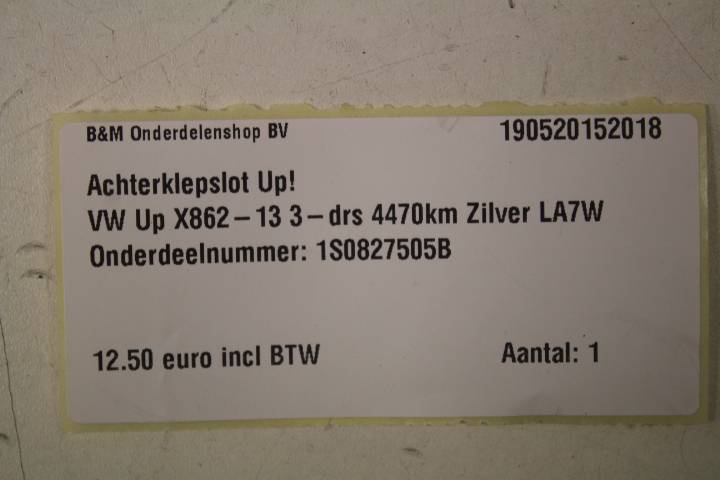 B&M Onderdelenshop BV 190520152018
Achterklepslot Up!
VW Up X862-13 3-drs 4470km Zilver LA7W
Onderdeelnummer: 1S0827505B
12.50 euro incl BTW Aantal: 1